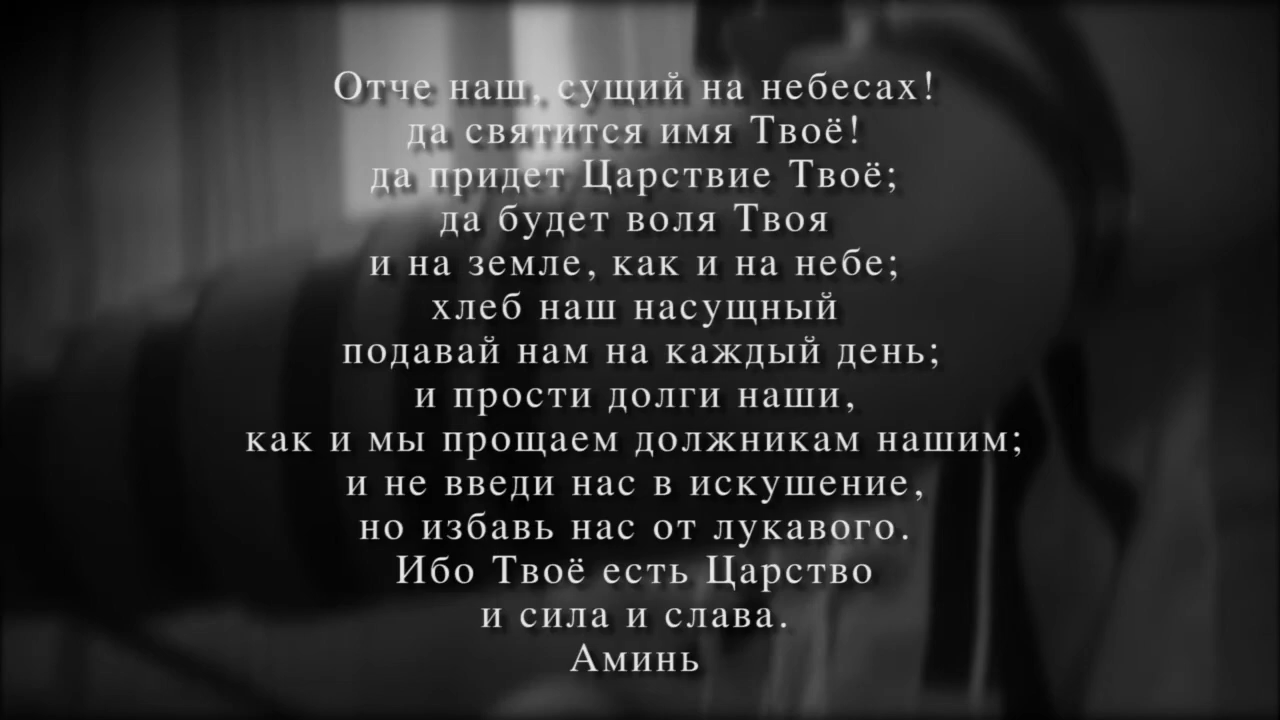 Отче наш, сущий на небесах!
да святится имя Твоё!
да придет Царствие Твоё;
да будет воля Твоя
и на земле, как и на небе;
хлеб наш насущный
подавай нам на каждый день;
и прости долги наши,
как и мы прощаем должникам нашим;
и не введи нас в искушение,
но избавь нас от лукавого.
Ибо Твоё есть Царство
и сила и слава.
Аминь